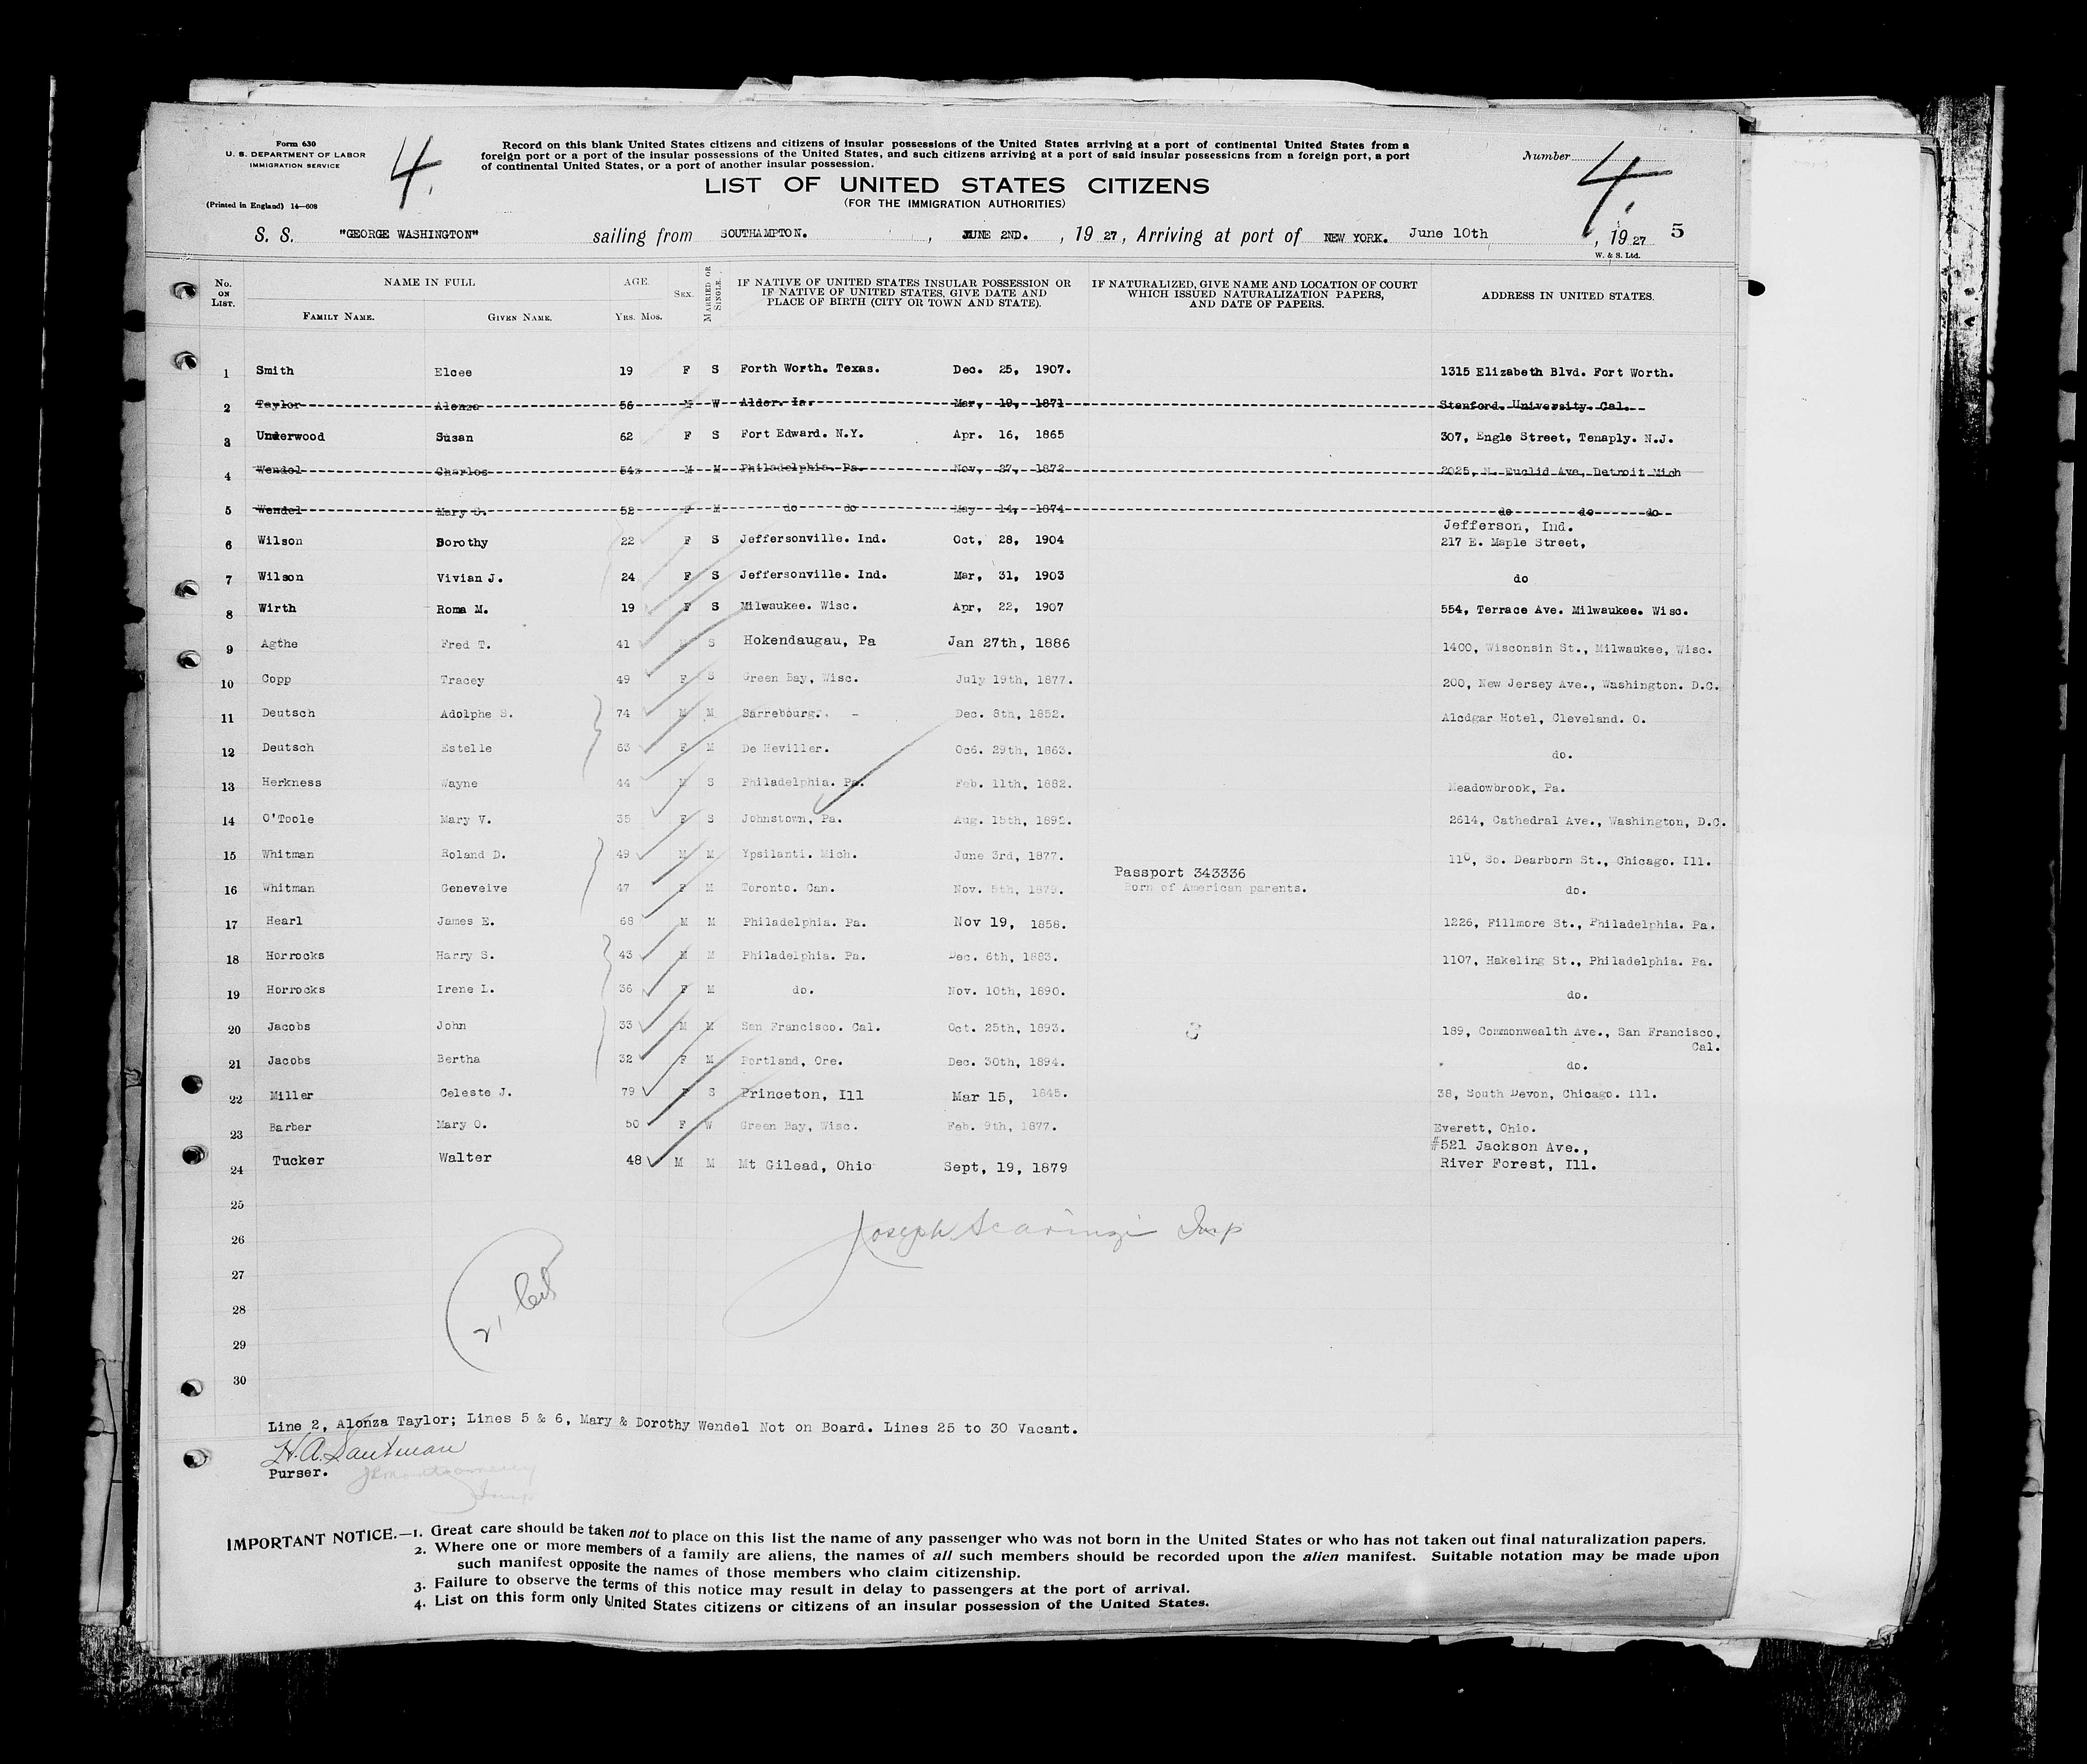 Form 630
U. S. DEPARTMENT OF LABOR
IMMIGRATION SERVICE
(Printed in England) 14—608
4.
Record on this blank United States citizens and citizens of insular possessions of the United States arriving at a port of continental United States from a
foreign port or a port of the insular possessions of the United States, and such citizens arriving at a port of said insular possessions from a foreign port, a port
of continental United States, or a port of another insular possession.
Number 4.
LIST OF UNITED STATES CITIZENS
(FOR THE IMMIGRATION AUTHORITIES)
S. S. "GEORGE WASHINGTON" sailing from SOUTHAMPTON. , JUNE 2ND. , 19 27, Arriving at port of NEW YORK. June 10th , 19 27 5
W. & S. Ltd.
No. ON LIST. NAME IN FULL AGE SEX. MARRIED OR SINGLE. IF NATIVE OF UNITED STATES INSULAR POSSESSION OR IF NATIVE OF UNITED STATES, GIVE DATE AND PLACE OF BIRTH (CITY OR TOWN AND STATE). IF NATURALIZED, GIVE NAME AND LOCATION OF COURT WHICH ISSUED NATURALIZATION PAPERS, AND DATE OF PAPERS. ADDRESS IN UNITED STATES.
FAMILY NAME. GIVEN NAME. YRS. MOS.
1 Smith Elcee 19 F S Forth Worth. Texas. Dec. 25, 1907. 1315 Elizabeth Blvd. Fort Worth.
2 Taylor Alonza 56 M W Alder. Ia. Mar, 19, 1871 Stanford. University. Cal.
3 Underwood Susan 62 F S Fort Edward. N.Y. Apr. 16, 1865 307, Engle Street, Tenaply. N.J.
4 Wendel Charles 54 M M Philadelphia. Pa. Nov, 27, 1872 2025, N. Euclid Ave, Detroit Mich
5 Wendel Mary S. 52 F M do do May 14, 1874 do do do
Jefferson, Ind.
6 Wilson Dorothy 22 F S Jeffersonville. Ind. Oct, 28, 1904 217 E. Maple Street,
7 Wilson Vivian J. 24 F S Jeffersonville. Ind. Mar, 31, 1903 do
8 Wirth Roma M. 19 F S Milwaukee. Wisc. Apr, 22, 1907 554, Terrace Ave. Milwaukee. Wisc.
9 Agthe Fred T. 41 M S Hokendaugau, Pa Jan 27th, 1886 1400, Wisconsin St., Milwaukee, Wisc.
10 Copp Tracey 49 F S Green Bay, Wisc. July 19th, 1877. 200, New Jersey Ave., Washington. D.C.
11 Deutsch Adolphe S. 74 M M Sarrebourg. - Dec. 8th, 1852. Alcdgar Hotel, Cleveland. O.
12 Deutsch Estelle 63 F M De Heviller. Oc6. 29th, 1863. do.
13 Herkness Wayne 44 M S Philadelphia. Pa. Feb. 11th, 1882. Meadowbrook, Pa.
14 O'Toole Mary V. 35 F S Johnstown, Pa. Aug. 15th, 1892. 2614, Cathedral Ave., Washington, D.C.
15 Whitman Roland D. 49 M M Ypsilanti. Mich. June 3rd, 1877. 110, So. Dearborn St., Chicago. Ill.
Passport 343336
16 Whitman Geneveive 47 F M Toronto. Can. Nov. 5th, 1879. Born of American parents. do.
17 Hearl James E. 68 M M Philadelphia. Pa. Nov 19, 1858. 1226, Fillmore St., Philadelphia. Pa.
18 Horrocks Harry S. 43 M M Philadelphia. Pa. Dec. 6th, 1883. 1107, Hakeling St., Philadelphia. Pa.
19 Horrocks Irene L. 36 F M do. Nov. 10th, 1890. do.
20 Jacobs John 33 M M San Francisco. Cal. Oct. 25th, 1893. 189, Commonwealth Ave., San Francisco,
Cal.
21 Jacobs Bertha 32 F M Portland, Ore. Dec. 30th, 1894. do.
22 Miller Celeste J. 79 F S Princeton, Ill Mar 15, 1845. 38, South Devon, Chicago. Ill.
23 Barber Mary O. 50 F W Green Bay, Wisc. Feb. 9th, 1877. Everett, Ohio.
#521 Jackson Ave.,
24 Tucker Walter 48 M M Mt Gilead, Ohio Sept, 19, 1879 River Forest, Ill.
25
26 Joseph Scaringi Insp
27
28
29
30
Line 2, Alonza Taylor; Lines 5 & 6, Mary & Dorothy Wendel Not on Board. Lines 25 to 30 Vacant.
H. A. Lantman
Purser. Montgomery
Insp
IMPORTANT NOTICE.—1. Great care should be taken not to place on this list the name of any passenger who was not born in the United States or who has not taken out final naturalization papers.
2. Where one or more members of a family are aliens, the names of all such members should be recorded upon the alien manifest. Suitable notation may be made upon
such manifest opposite the names of those members who claim citizenship.
3. Failure to observe the terms of this notice may result in delay to passengers at the port of arrival.
4. List on this form only United States citizens or citizens of an insular possession of the United States.